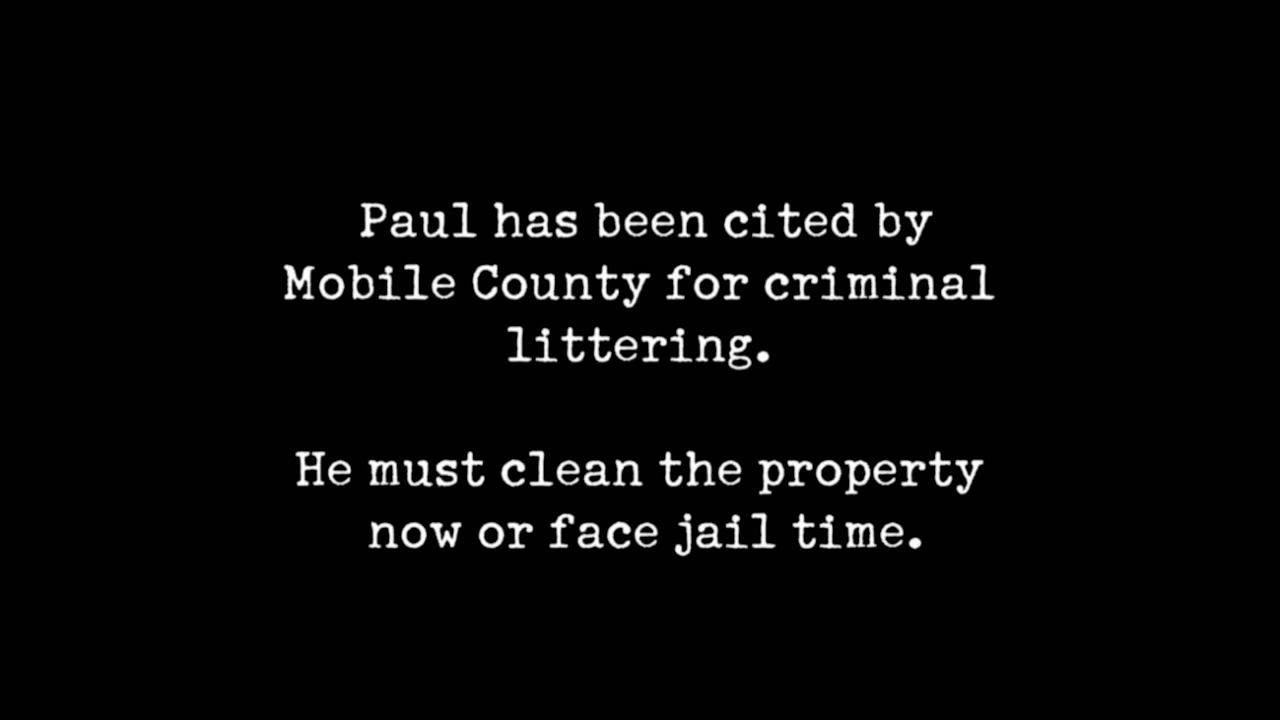 Paul has been cited by
Mobile County for criminal
littering.
He must clean the property
now or face jail time.